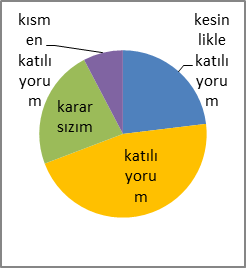 kısm
en
katılı
yoru
m
kesin
likle
katılı
yoru
m
karar
sızım
katılı
yoru
m